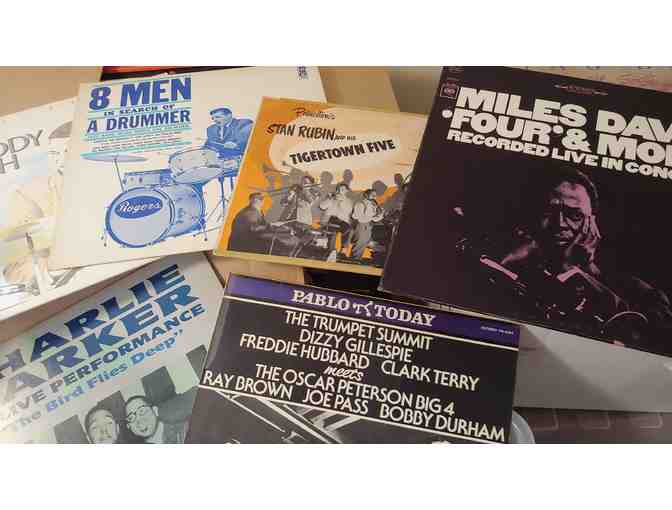 DDY
H
8 MEN
IN SEARCH OF
A DRUMMER
Rogers
Princeton's
STAN RUBIN and his
TIGERTOWN FIVE
MILES DAV
'FOUR' & MO
RECORDED LIVE IN CONC
HARLIE
ARKER
LIVE PERFORMANCE
The Bird Flies Deep"
PABLO TODAY
THE TRUMPET SUMMIT
DIZZY GILLESPIE
FREDDIE HUBBARD CLARK TERRY
meets
THE OSCAR PETERSON BIG 4
RAY BROWN JOE PASS BOBBY DURHAM